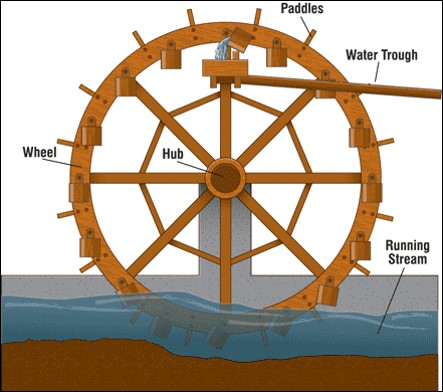 Paddles
Water Trough
Wheel
Hub
Running
Stream